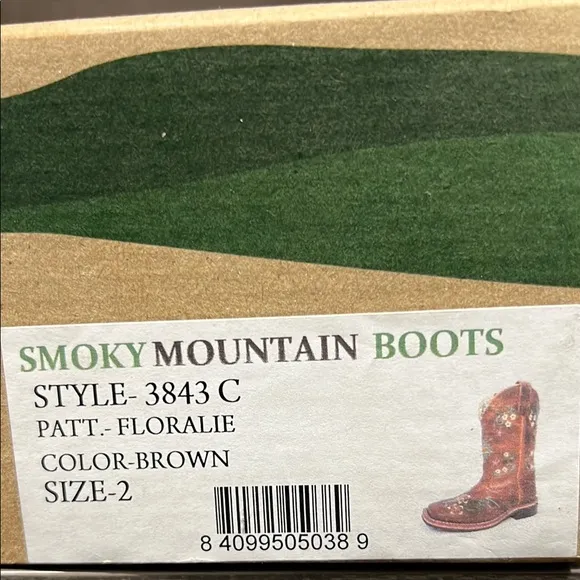 SMOKY MOUNTAIN BOOTS
STYLE- 3843 C
PATT.- FLORALIE
COLOR-BROWN
SIZE-2
8 4099505038 9